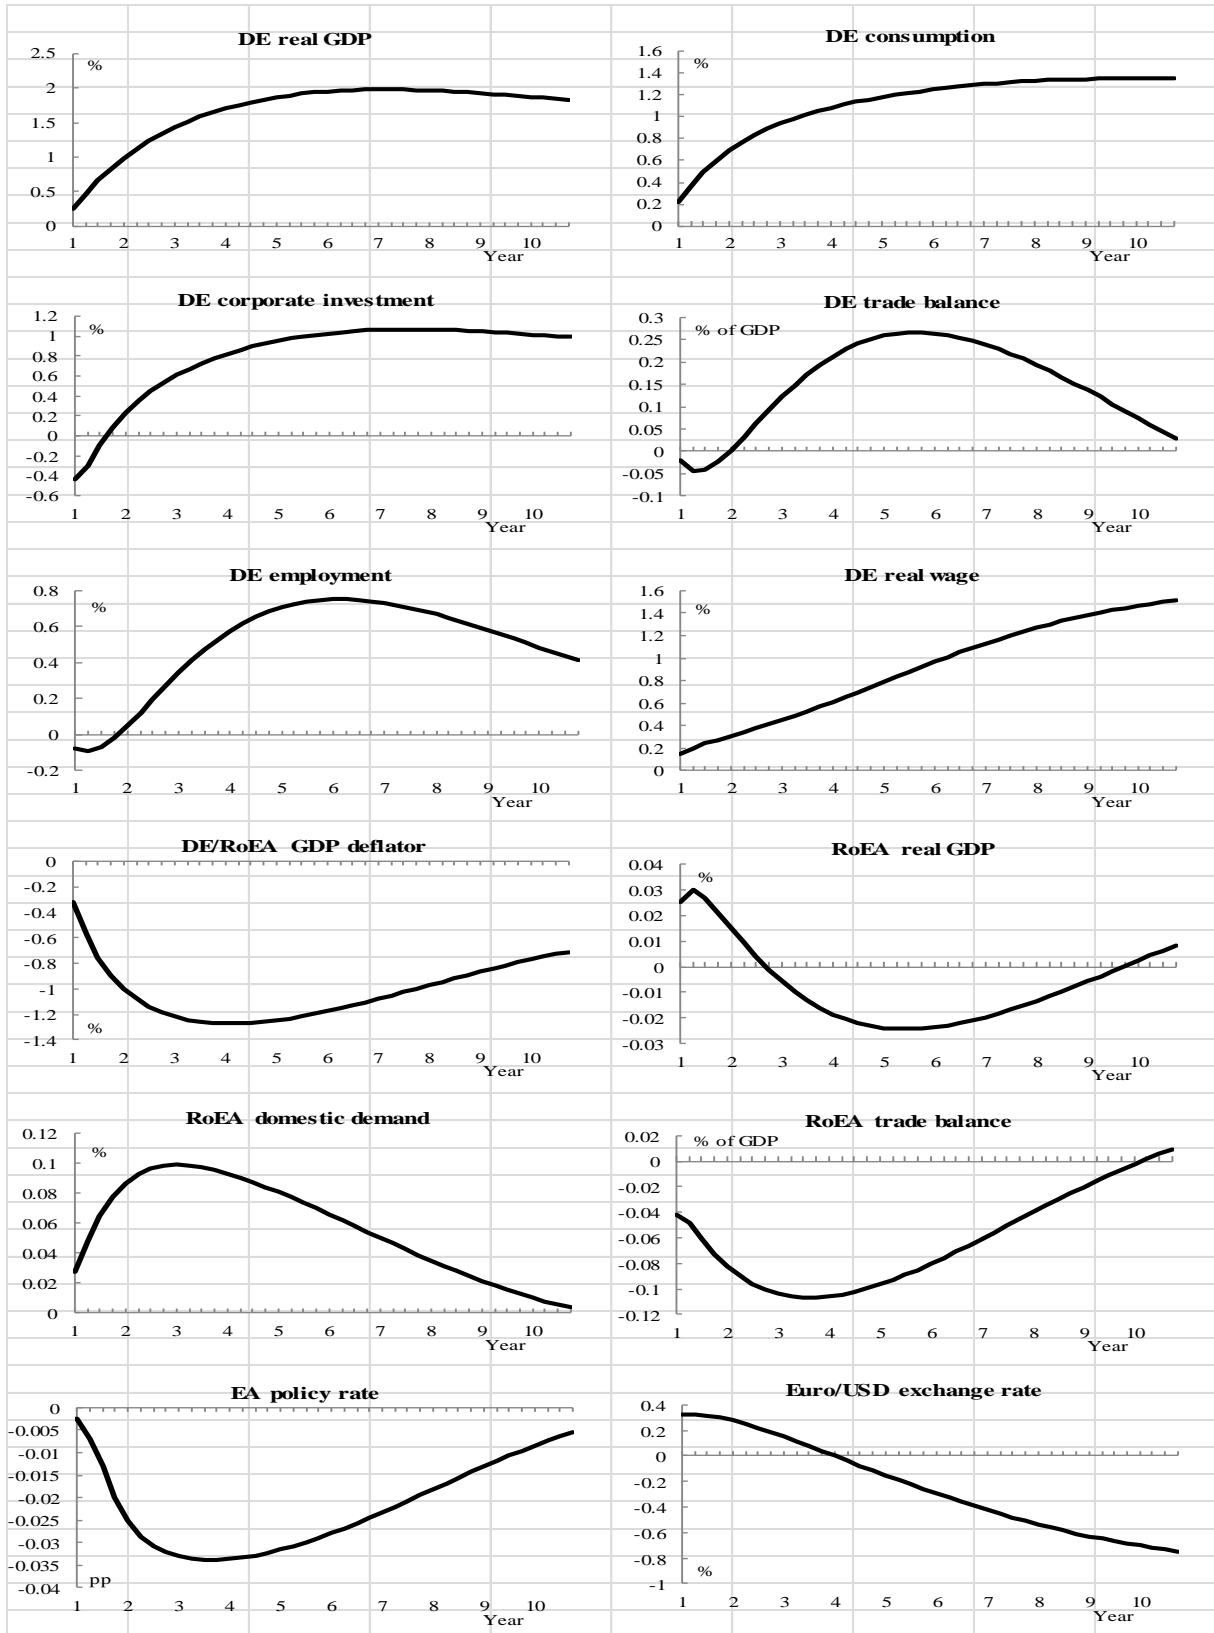 DE real GDP
2.5
2
1.5
1
0.5
0
%
1 2 3 4 5 6 7 8 9 10
Year
DE consumption
1.6
1.4
1.2
1
0.8
0.6
0.4
0.2
0
%
1 2 3 4 5 6 7 8 9 10
Year
DE corporate investment
1.2
1
0.8
0.6
0.4
0.2
0
-0.2
-0.4
-0.6
%
1 2 3 4 5 6 7 8 9 10
Year
DE trade balance
0.3
0.25
0.2
0.15
0.1
0.05
0
-0.05
-0.1
% of GDP
1 2 3 4 5 6 7 8 9 10
Year
DE employment
0.8
0.6
0.4
0.2
0
-0.2
%
1 2 3 4 5 6 7 8 9 10
Year
DE real wage
1.6
1.4
1.2
1
0.8
0.6
0.4
0.2
0
%
1 2 3 4 5 6 7 8 9 10
Year
DE/RoEA GDP deflator
0
-0.2
-0.4
-0.6
-0.8
-1
-1.2
-1.4
%
1 2 3 4 5 6 7 8 9 10
Year
RoEA real GDP
0.04
0.03
0.02
0.01
0
-0.01
-0.02
-0.03
%
1 2 3 4 5 6 7 8 9 10
Year
RoEA domestic demand
0.12
0.1
0.08
0.06
0.04
0.02
0
%
1 2 3 4 5 6 7 8 9 10
Year
RoEA trade balance
0.02
0
-0.02
-0.04
-0.06
-0.08
-0.1
-0.12
% of GDP
1 2 3 4 5 6 7 8 9 10
Year
EA policy rate
0
-0.005
-0.01
-0.015
-0.02
-0.025
-0.03
-0.035
-0.04
pp
1 2 3 4 5 6 7 8 9 10
Year
Euro/USD exchange rate
0.4
0.2
0
-0.2
-0.4
-0.6
-0.8
-1
%
1 2 3 4 5 6 7 8 9 10
Year